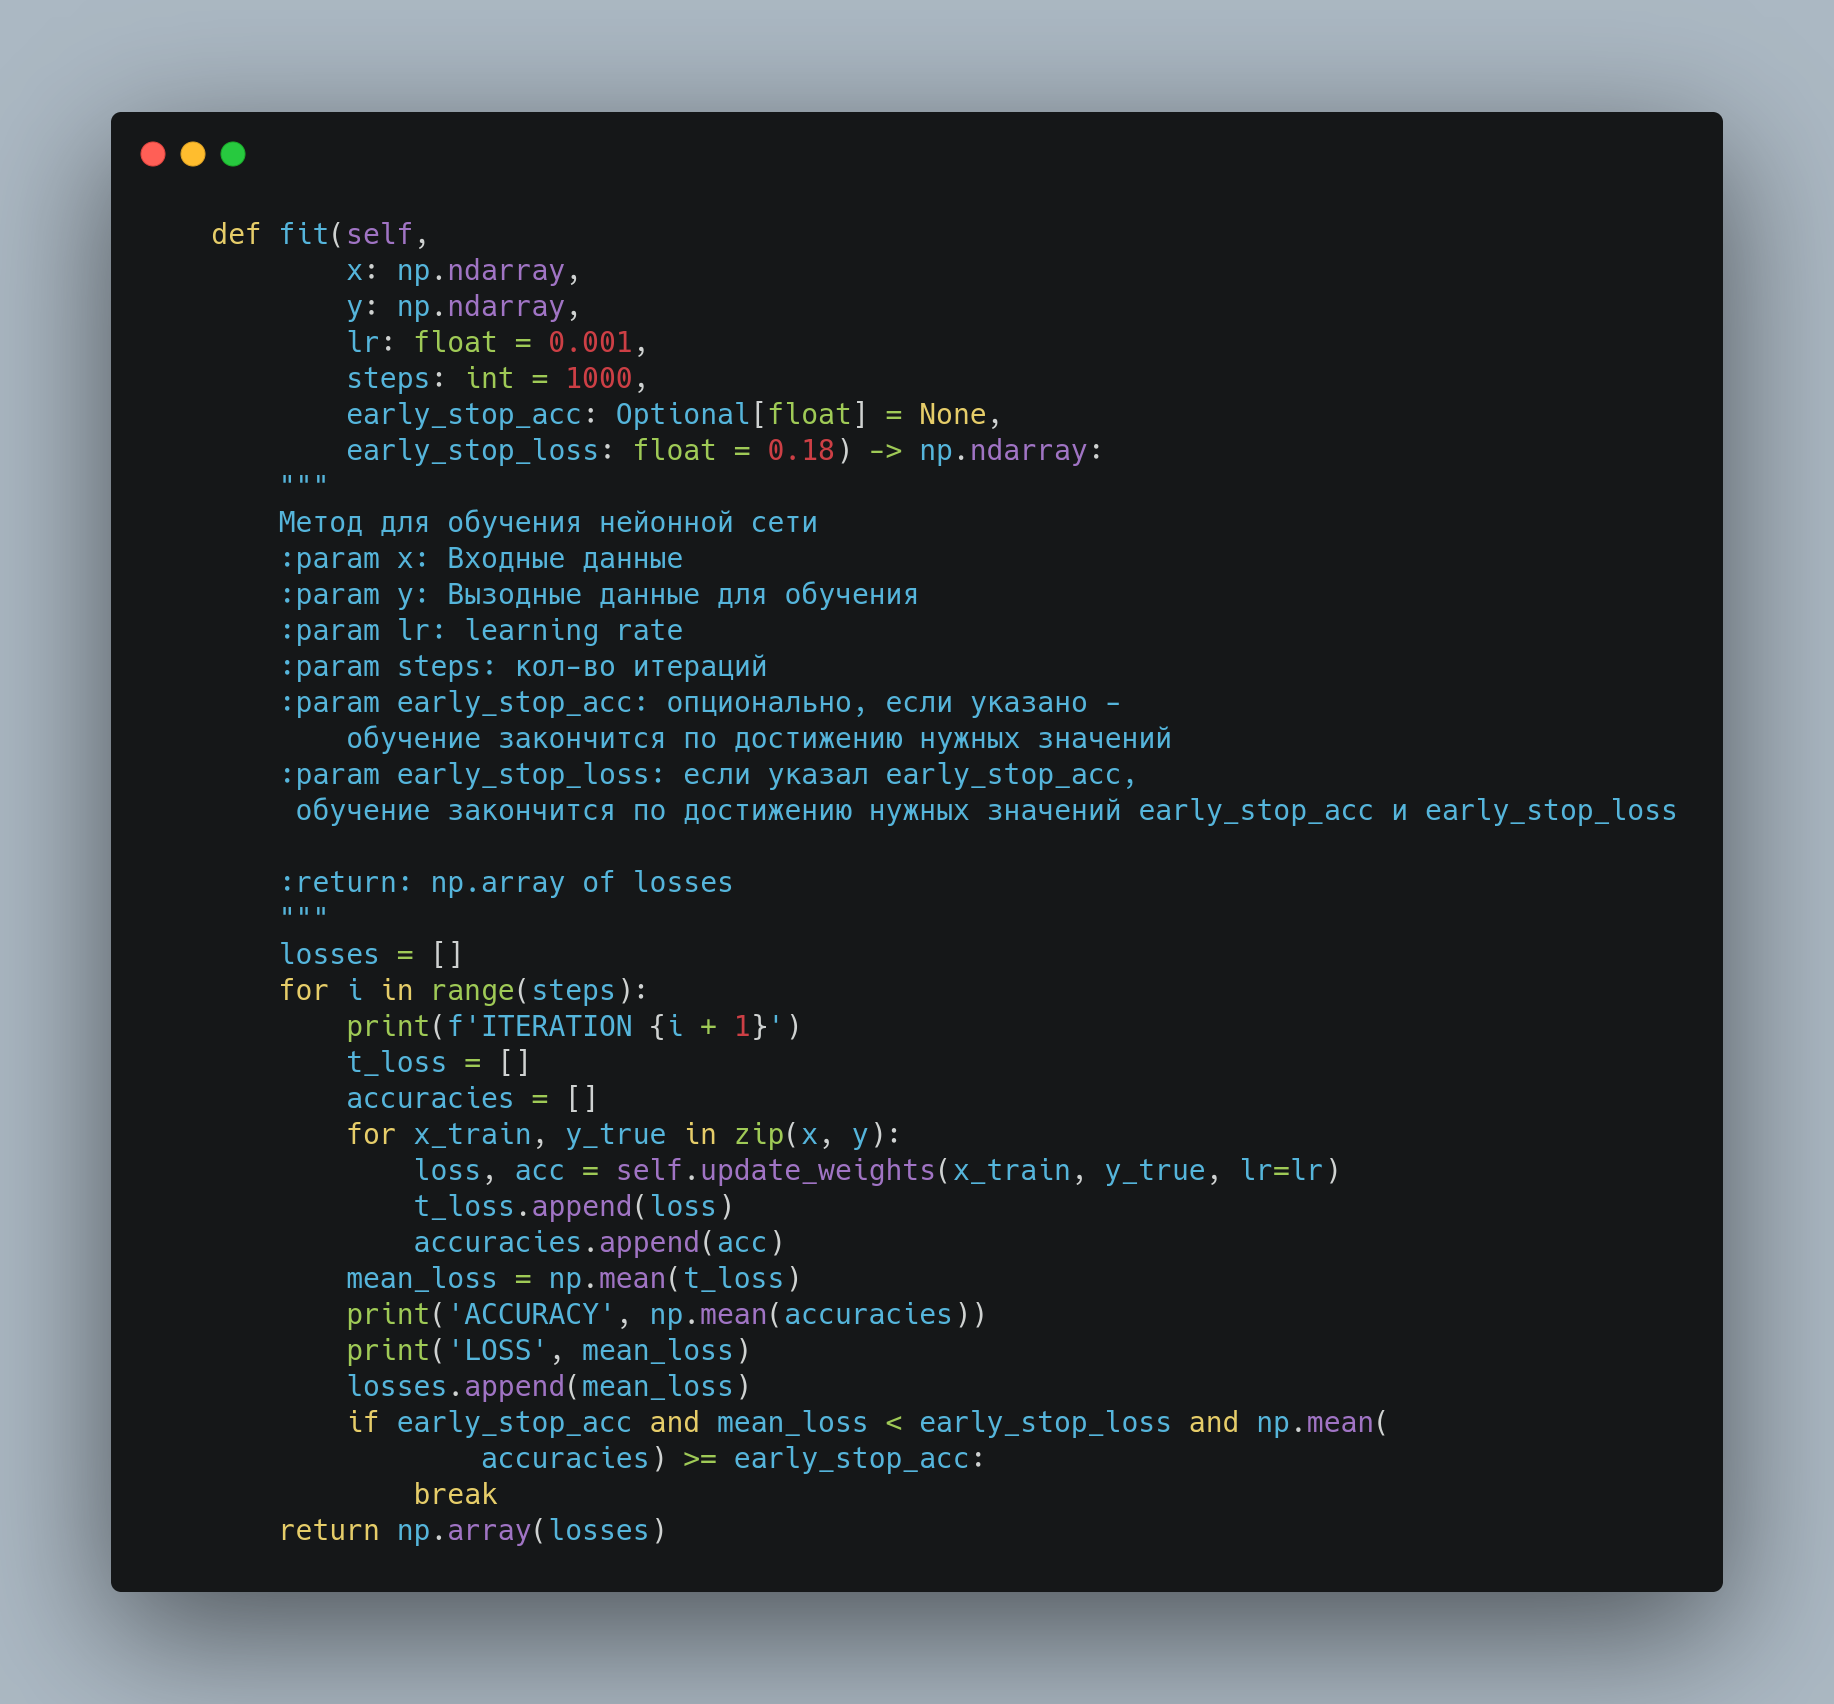 def fit(self,
        x: np.ndarray,
        y: np.ndarray,
        lr: float = 0.001,
        steps: int = 1000,
        early_stop_acc: Optional[float] = None,
        early_stop_loss: float = 0.18) -> np.ndarray:
    """
    Метод для обучения нейонной сети
    :param x: Входные данные
    :param y: Вызодные данные для обучения
    :param lr: learning rate
    :param steps: кол-во итераций
    :param early_stop_acc: опционально, если указано -
        обучение закончится по достижению нужных значений
    :param early_stop_loss: если указал early_stop_acc,
     обучение закончится по достижению нужных значений early_stop_acc и early_stop_loss

    :return: np.array of losses
    """
    losses = []
    for i in range(steps):
        print(f'ITERATION {i + 1}')
        t_loss = []
        accuracies = []
        for x_train, y_true in zip(x, y):
            loss, acc = self.update_weights(x_train, y_true, lr=lr)
            t_loss.append(loss)
            accuracies.append(acc)
        mean_loss = np.mean(t_loss)
        print('ACCURACY', np.mean(accuracies))
        print('LOSS', mean_loss)
        losses.append(mean_loss)
        if early_stop_acc and mean_loss < early_stop_loss and np.mean(
                accuracies) >= early_stop_acc:
            break
    return np.array(losses)